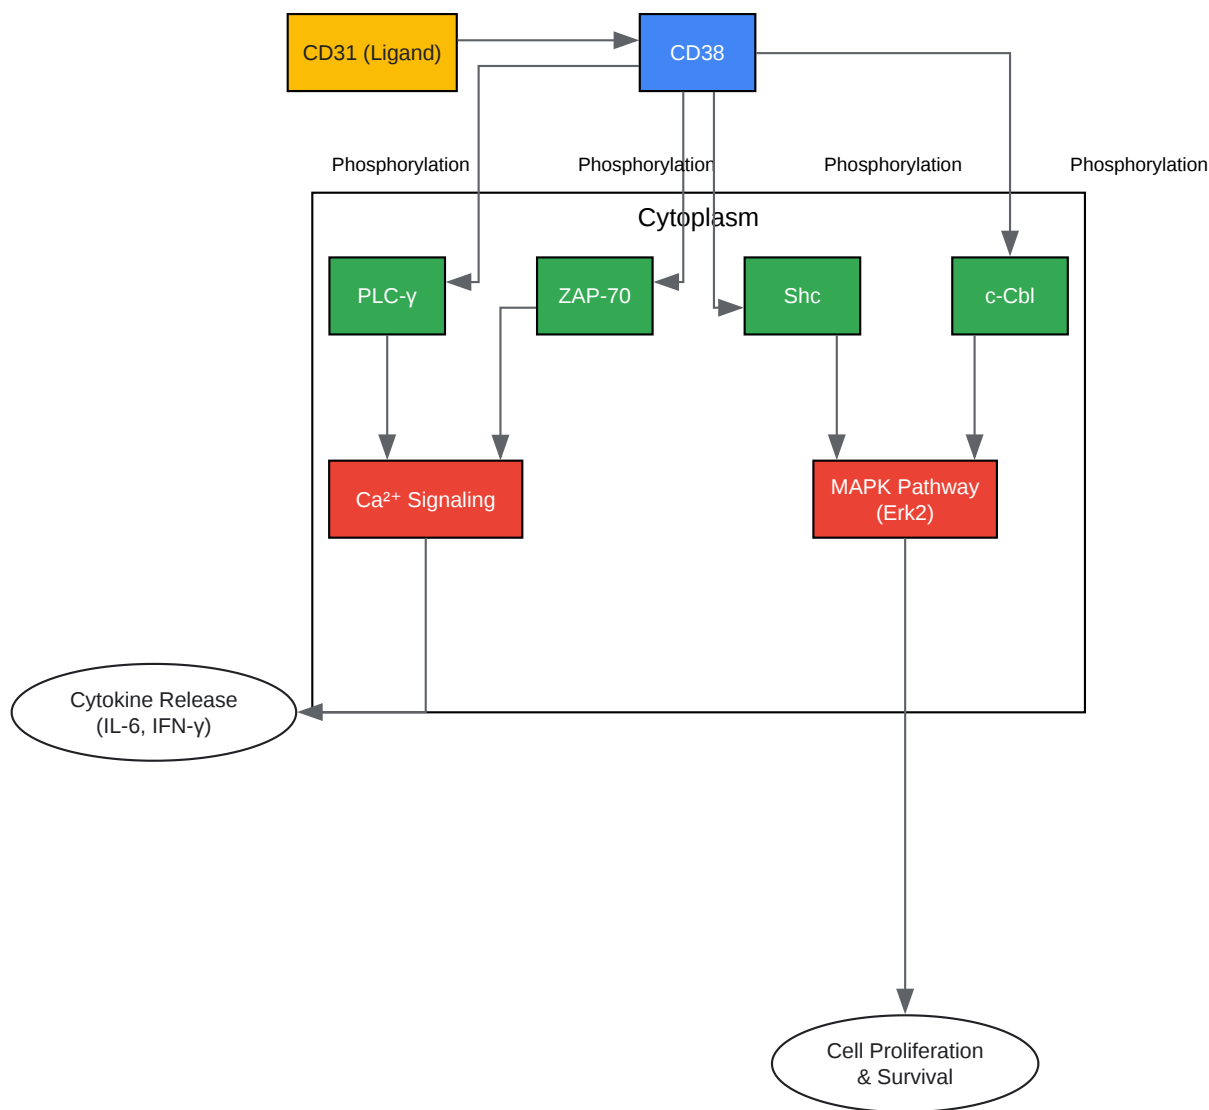 CD31 (Ligand)
CD38
Phosphorylation
Phosphorylation
Phosphorylation
Phosphorylation
Cytoplasm
PLC-γ
ZAP-70
Shc
c-Cbl
Ca²⁺ Signaling
MAPK Pathway
(Erk2)
Cytokine Release
(IL-6, IFN-γ)
Cell Proliferation
& Survival